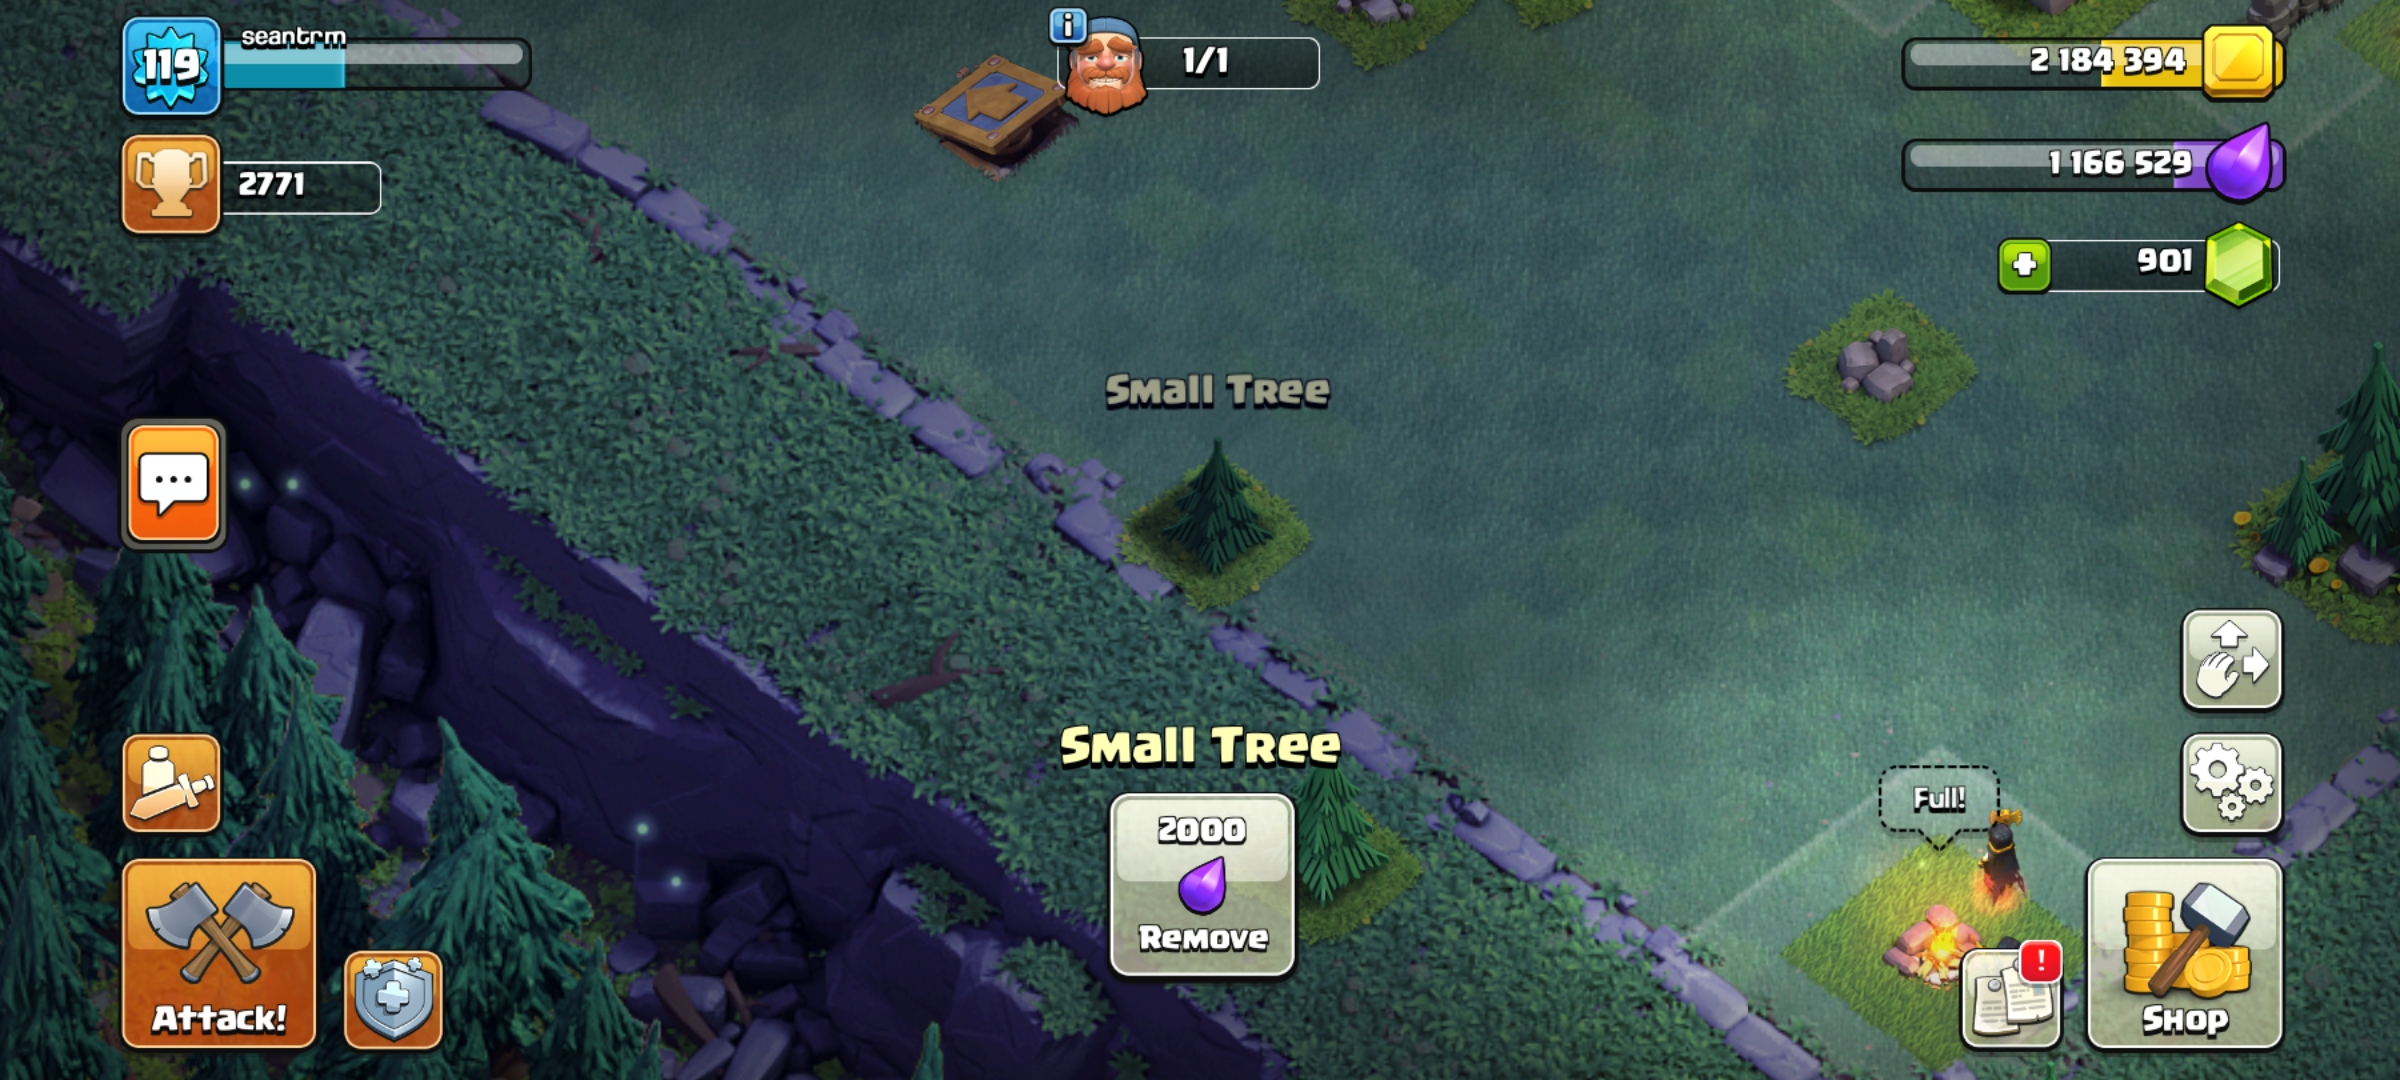 119
seantrm
i
1/1
2 184 394
2771
1 166 529
901
Small Tree
Small Tree
2000
Remove
Full!
!
Attack!
Shop